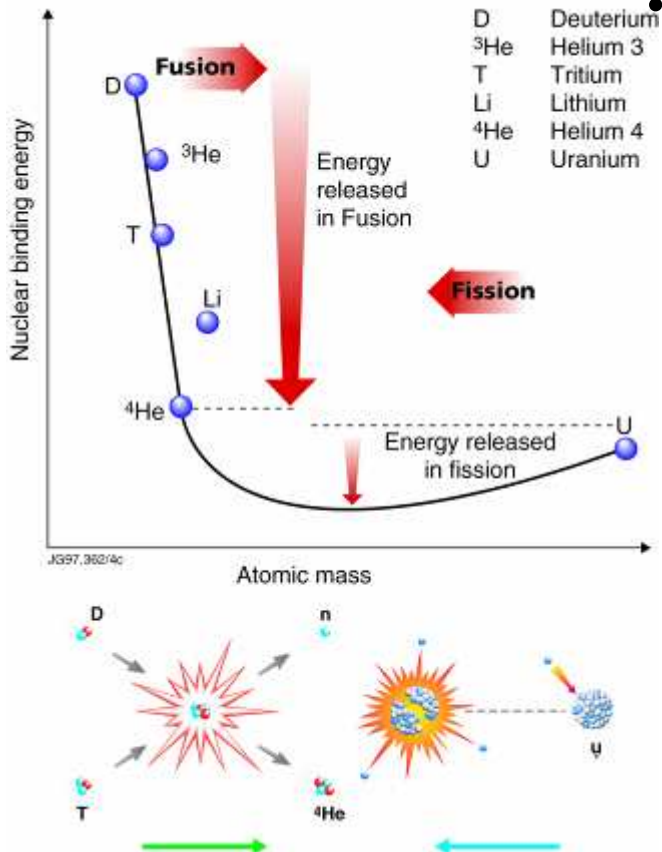 D Deuterium
³He Helium 3
T Tritium
Li Lithium
⁴He Helium 4
U Uranium
Fusion
D
³He
Energy
released
in Fusion
T
Fission
Li
⁴He
U
Energy released
in fission
Nuclear binding energy
JG97.362/4c
Atomic mass
D
n
U
T
⁴He